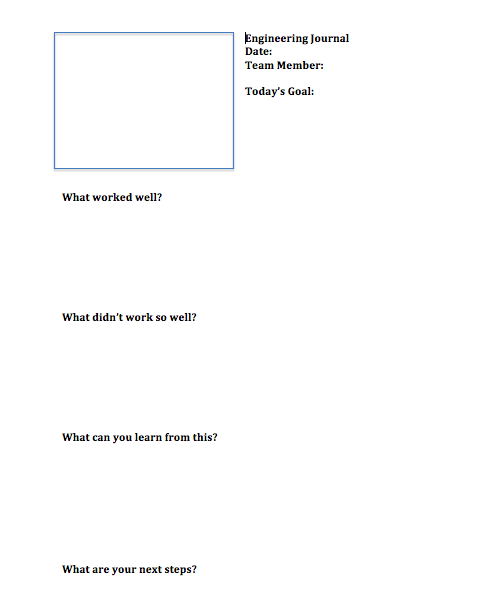 Engineering Journal
Date:
Team Member:
Today's Goal:
What worked well?
What didn't work so well?
What can you learn from this?
What are your next steps?